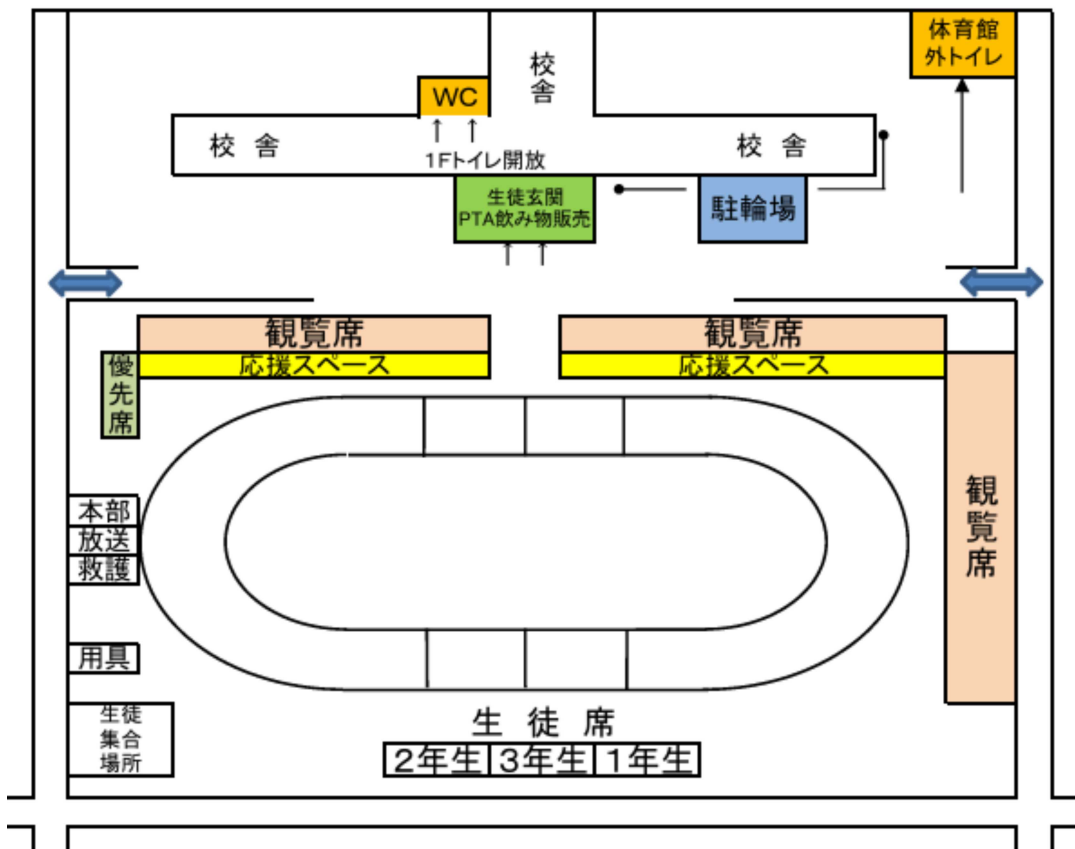 体育館
外トイレ
校
舎
WC
校 舎
校 舎
1Fトイレ開放
生徒玄関
PTA飲み物販売
駐輪場
観覧席
観覧席
応援スペース
応援スペース
優
先
席
本部
放送
救護
観
覧
席
用具
生徒
集合
場所
生 徒 席
2年生
3年生
1年生